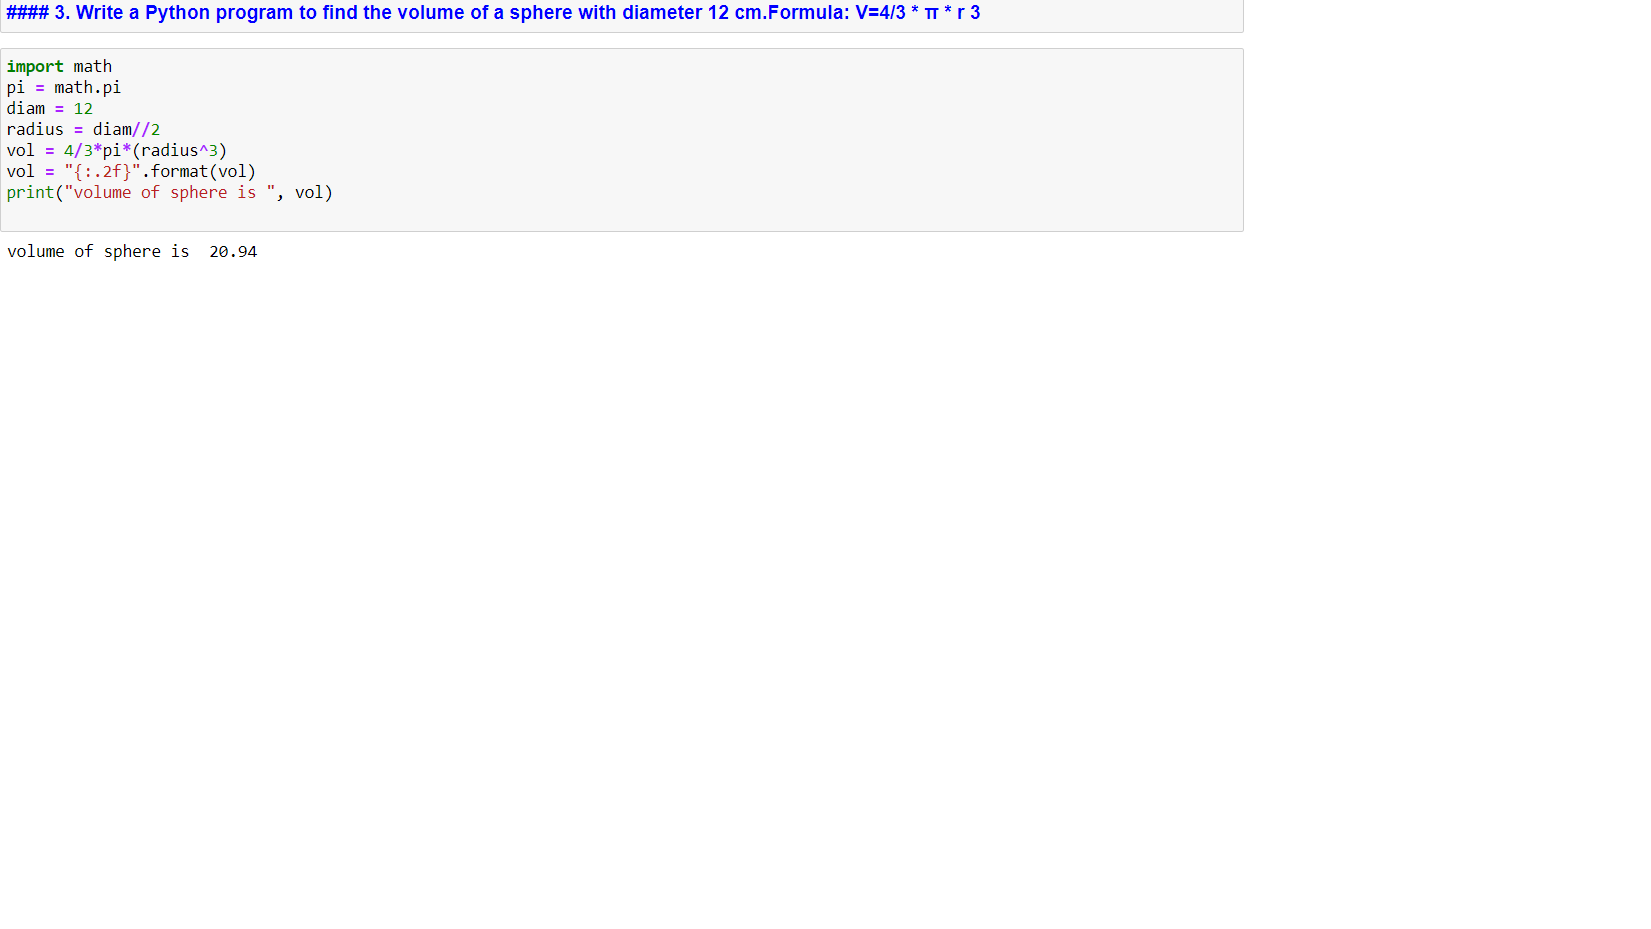 #### 3. Write a Python program to find the volume of a sphere with diameter 12 cm.Formula: V=4/3 * π * r 3
import math
pi = math.pi
diam = 12
radius = diam//2
vol = 4/3*pi*(radius^3)
vol = "{:.2f}".format(vol)
print("volume of sphere is ", vol)
volume of sphere is  20.94